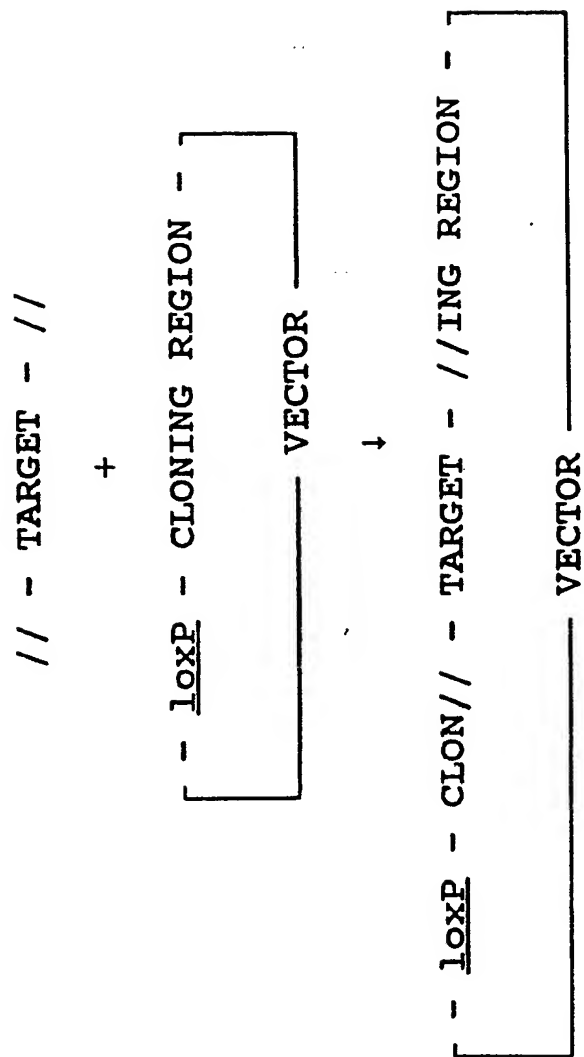 // - TARGET - //
+
- loxP - CLONING REGION -
VECTOR
↓
- loxP - CLON// - TARGET - //ING REGION -
VECTOR